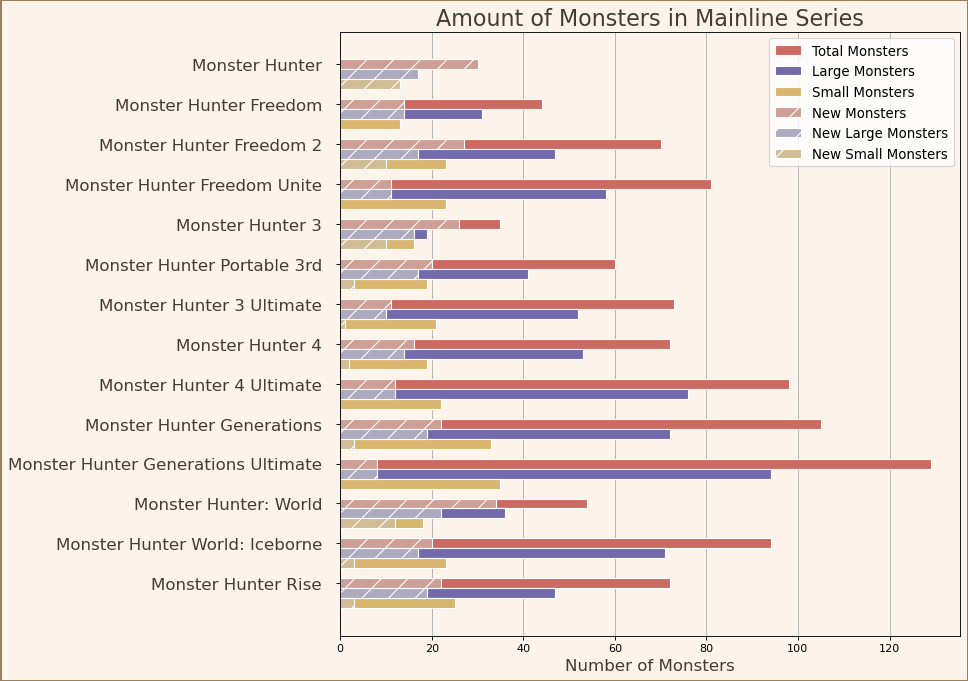 Amount of Monsters in Mainline Series
Total Monsters
Large Monsters
Small Monsters
New Monsters
New Large Monsters
New Small Monsters
Monster Hunter
Monster Hunter Freedom
Monster Hunter Freedom 2
Monster Hunter Freedom Unite
Monster Hunter 3
Monster Hunter Portable 3rd
Monster Hunter 3 Ultimate
Monster Hunter 4
Monster Hunter 4 Ultimate
Monster Hunter Generations
Monster Hunter Generations Ultimate
Monster Hunter: World
Monster Hunter World: Iceborne
Monster Hunter Rise
0 20 40 60 80 100 120
Number of Monsters